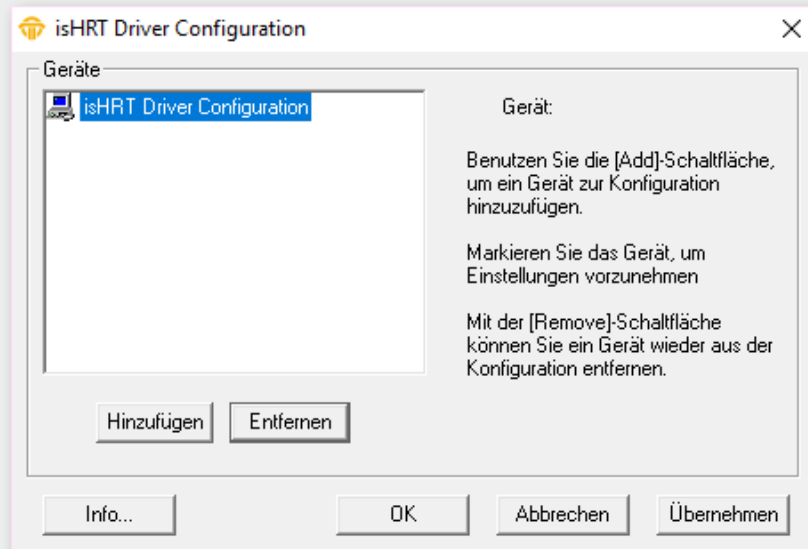 isHRT Driver Configuration
Geräte
isHRT Driver Configuration
Gerät:
Benutzen Sie die [Add]-Schaltfläche,
um ein Gerät zur Konfiguration
hinzuzufügen.
Markieren Sie das Gerät, um
Einstellungen vorzunehmen
Mit der [Remove]-Schaltfläche
können Sie ein Gerät wieder aus der
Konfiguration entfernen.
Hinzufügen Entfernen
Info... OK Abbrechen Übernehmen